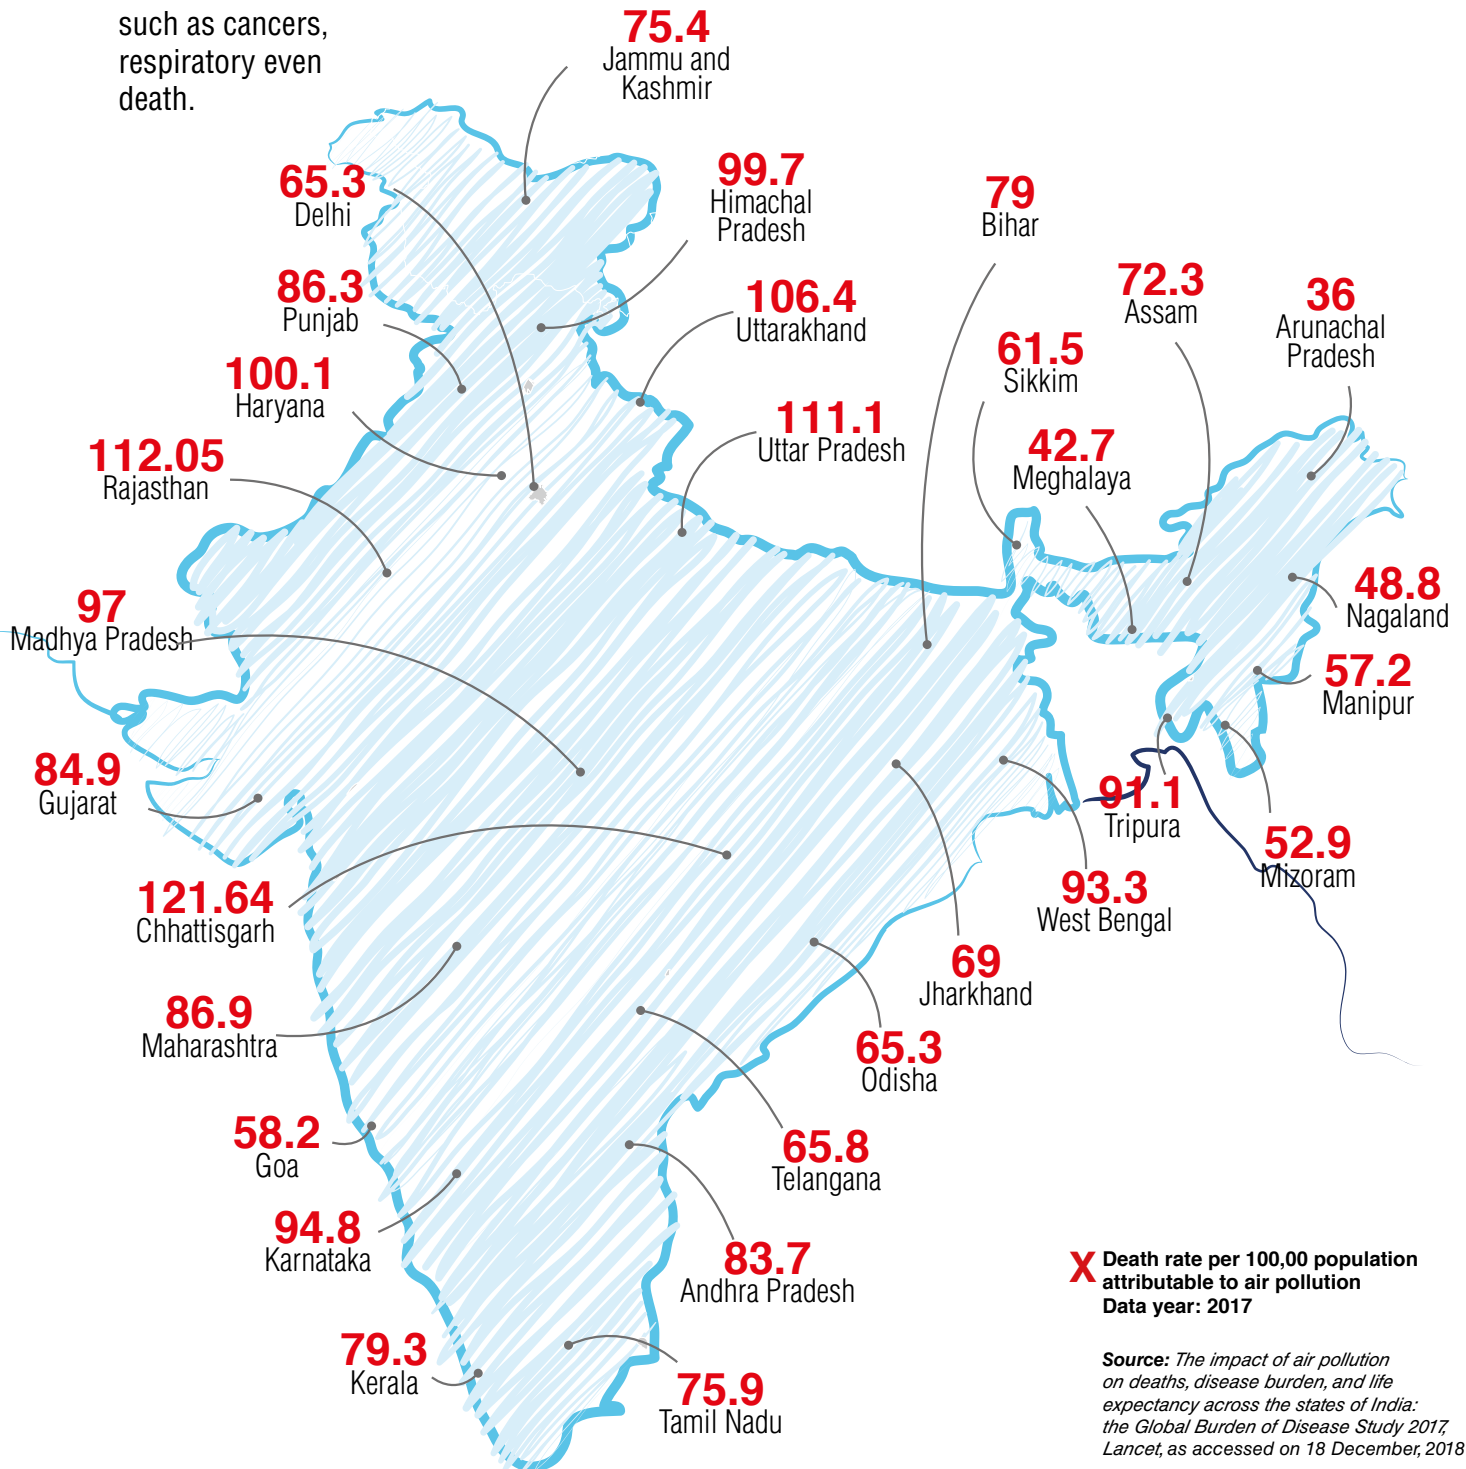 such as cancers,
respiratory even
death.
75.4
Jammu and
Kashmir
65.3
Delhi
99.7
Himachal
Pradesh
79
Bihar
86.3
Punjab
106.4
Uttarakhand
72.3
Assam
36
Arunachal
Pradesh
100.1
Haryana
61.5
Sikkim
111.1
Uttar Pradesh
42.7
Meghalaya
112.05
Rajasthan
97
Madhya Pradesh
48.8
Nagaland
57.2
Manipur
84.9
Gujarat
91.1
Tripura
52.9
Mizoram
121.64
Chhattisgarh
93.3
West Bengal
69
Jharkhand
86.9
Maharashtra
65.3
Odisha
58.2
Goa
65.8
Telangana
94.8
Karnataka
83.7
Andhra Pradesh
79.3
Kerala
75.9
Tamil Nadu
X Death rate per 100,00 population
attributable to air pollution
Data year: 2017
Source: The impact of air pollution
on deaths, disease burden, and life
expectancy across the states of India:
the Global Burden of Disease Study 2017,
Lancet, as accessed on 18 December, 2018